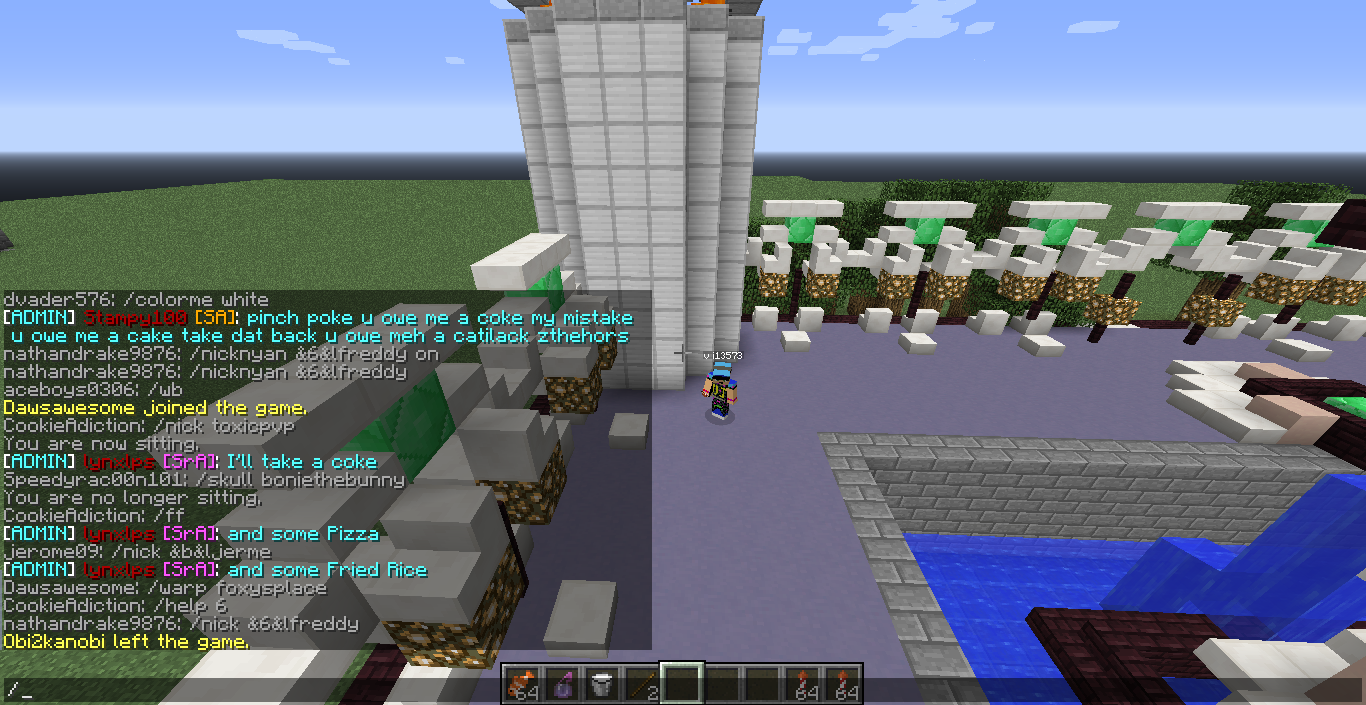 v i13573
dvader576: /colorme white
[ADMIN] Stampy100 [SA]: pinch poke u owe me a coke my mistake
u owe me a cake take dat back u owe meh a catilack zthehors
nathandrake9876: /nicknyan &6&lfreddy on
nathandrake9876: /nicknyan &6&lfreddy
aceboys0306: /wb
Dawsawesome joined the game.
CookieAdiction: /nick toxicpvp
You are now sitting.
[ADMIN] lynxlps [SrA]: I'll take a coke
Speedyrac00n101: /skull boniethebunny
You are no longer sitting.
CookieAdiction: /ff
[ADMIN] lynxlps [SrA]: and some Pizza
jerome09: /nick &b&ljerme
[ADMIN] lynxlps [SrA]: and some Fried Rice
Dawsawesome: /warp foxysplace
CookieAdiction: /help 6
nathandrake9876: /nick &6&lfreddy
Obi2kanobi left the game.
64 2 64 64
/_